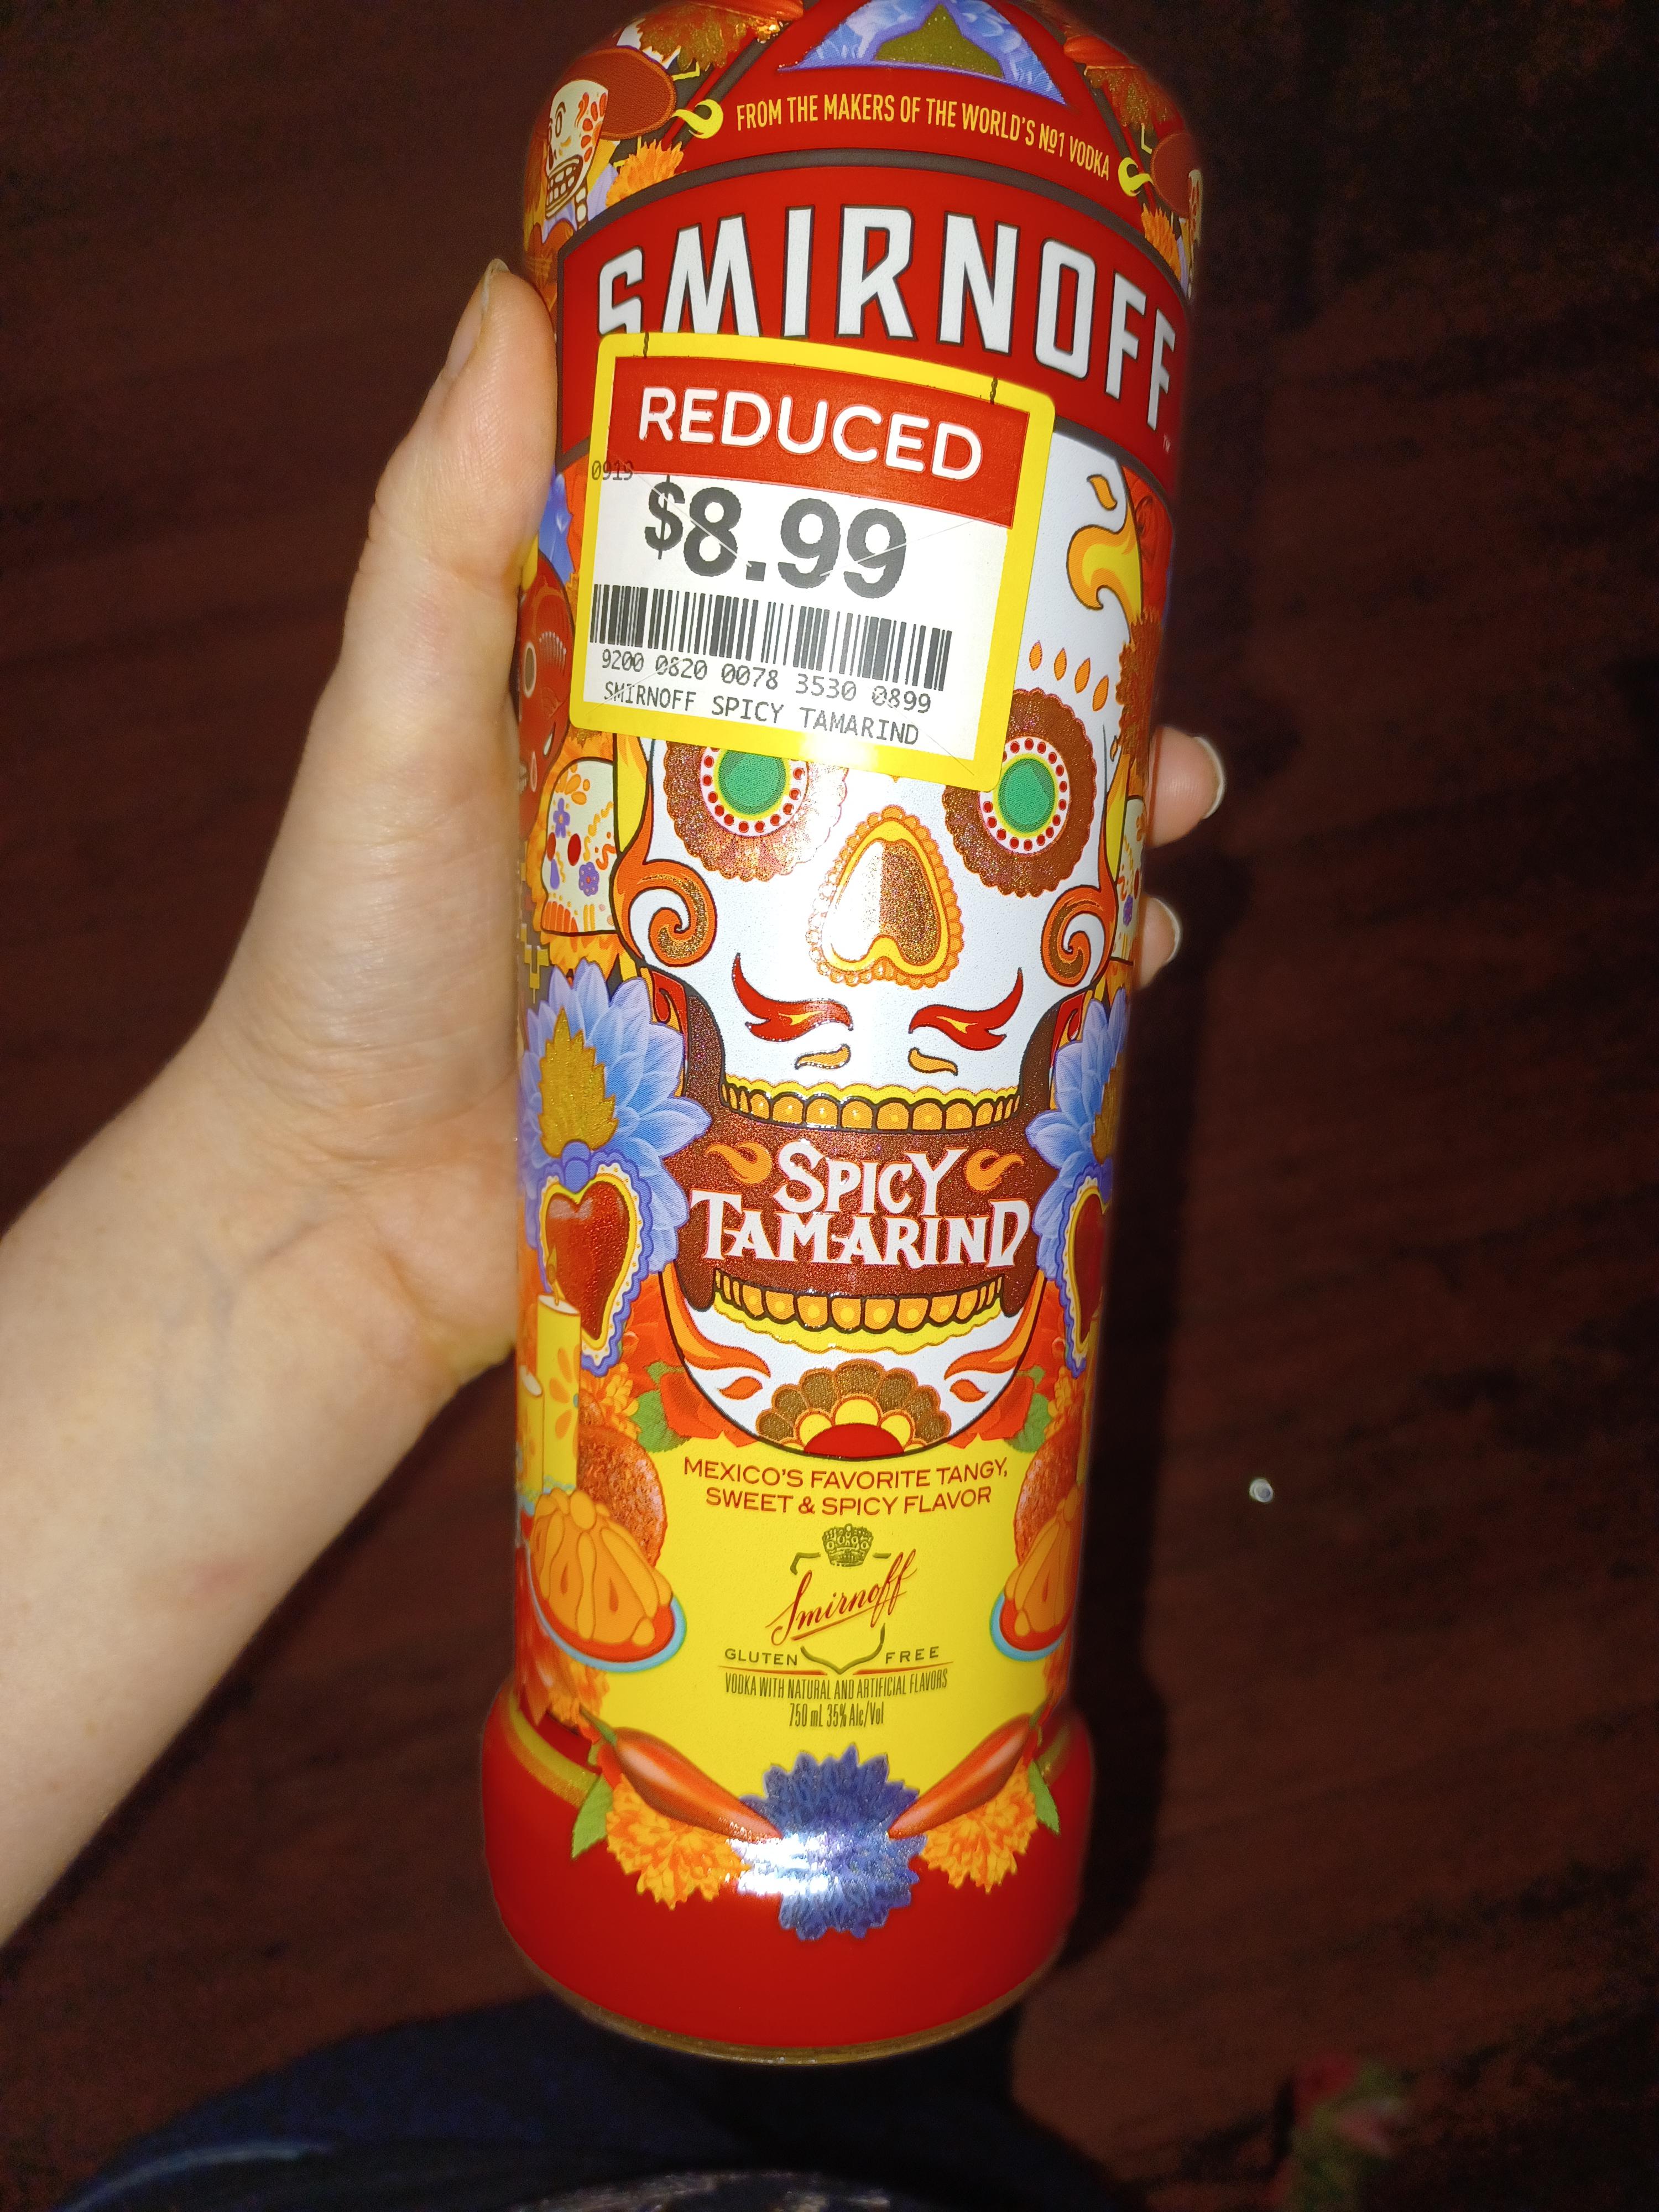 FROM THE MAKERS OF THE WORLD'S Nº1 VODKA
SMIRNOFF
TM
REDUCED
0919
$8.99
9200 0820 0078 3530 0899
SMIRNOFF SPICY TAMARIND
SPICY
TAMARIND
MEXICO'S FAVORITE TANGY,
SWEET & SPICY FLAVOR
Smirnoff
GLUTEN FREE
VODKA WITH NATURAL AND ARTIFICIAL FLAVORS
750 mL 35% Alc/Vol